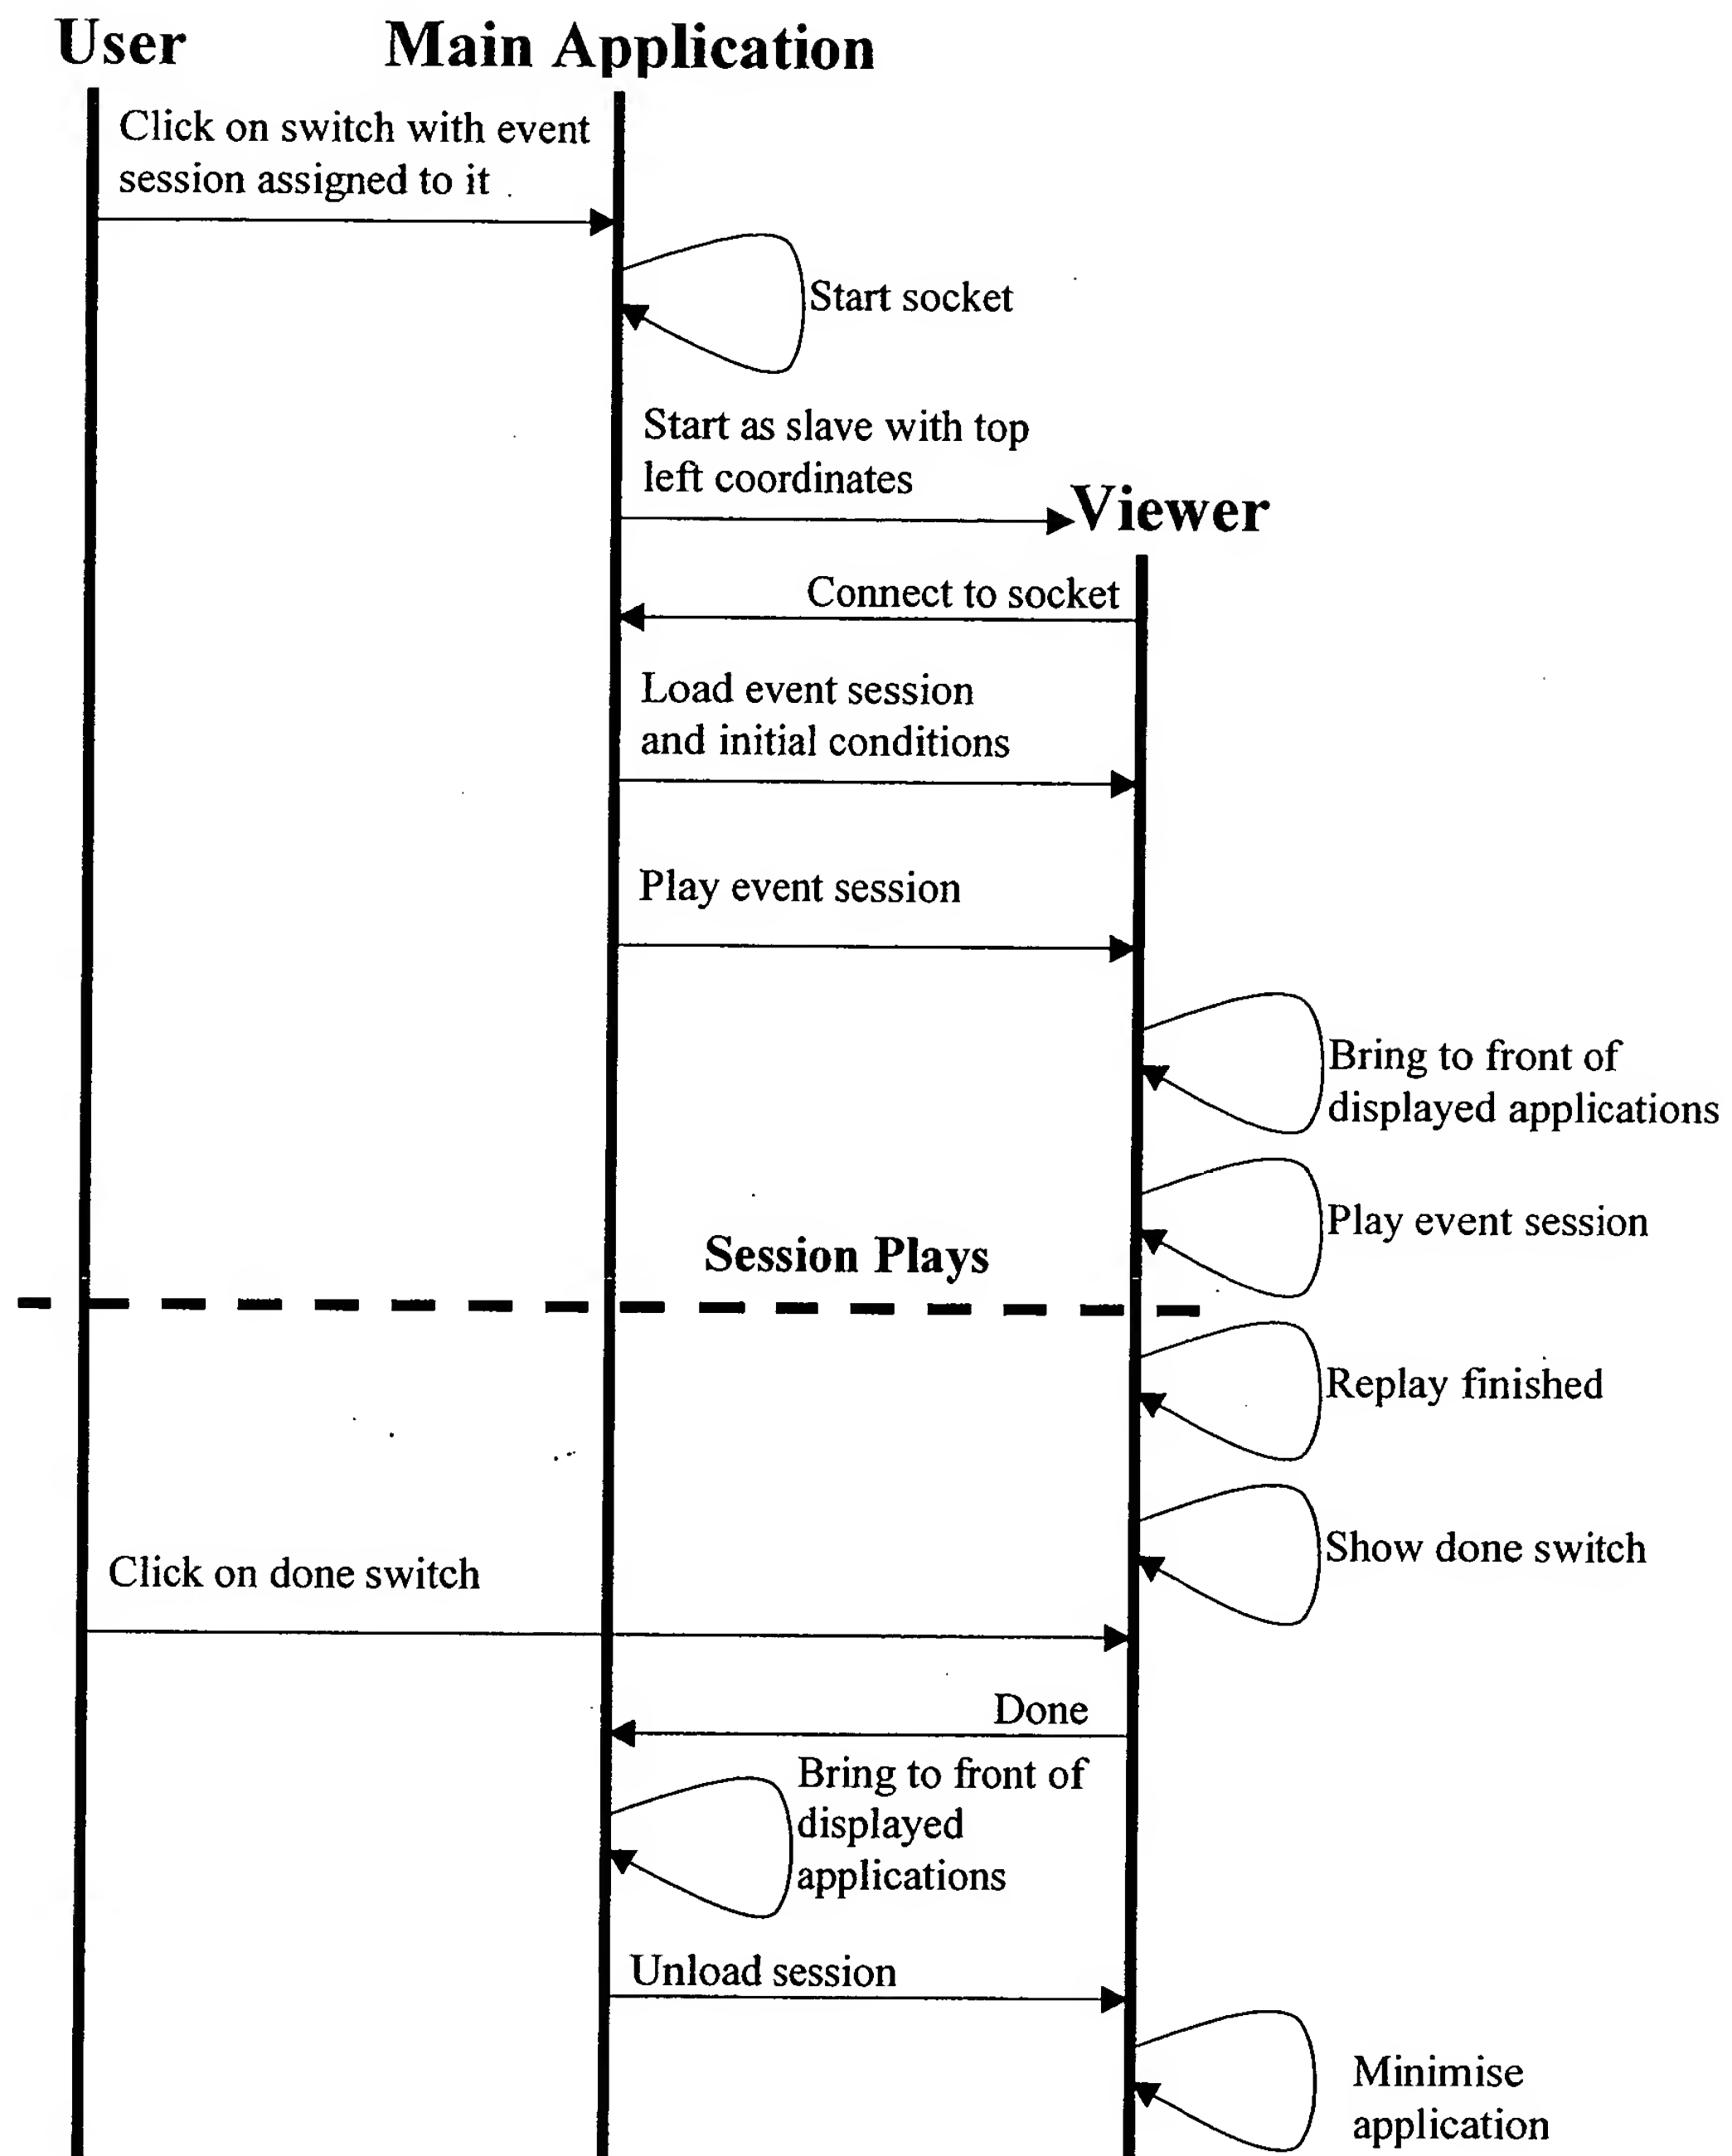 User
Main Application
Click on switch with event
session assigned to it
Start socket
Start as slave with top
left coordinates
Viewer
Connect to socket
Load event session
and initial conditions
Play event session
Bring to front of
displayed applications
Play event session
Session Plays
Replay finished
Show done switch
Click on done switch
Done
Bring to front of
displayed
applications
Unload session
Minimise
application